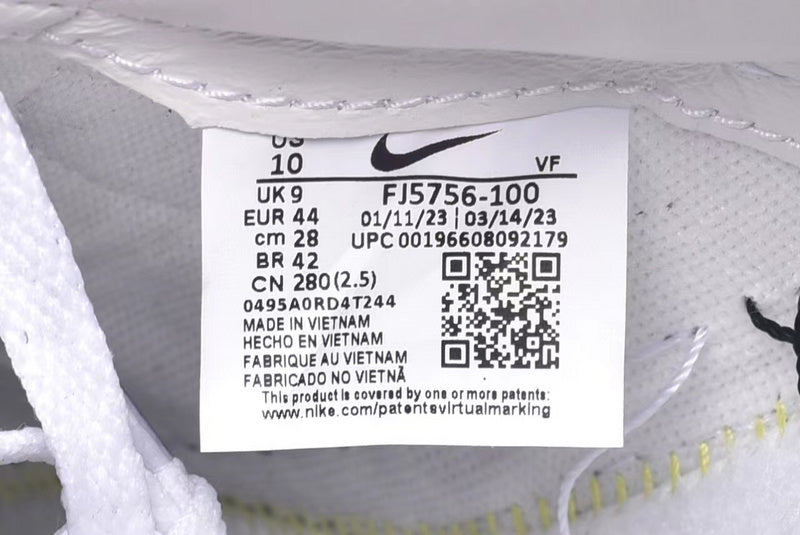 US
10
VF
UK 9
FJ5756-100
EUR 44
01/11/23 | 03/14/23
cm 28
UPC 00196608092179
BR 42
CN 280(2.5)
0495A0RD4T244
MADE IN VIETNAM
HECHO EN VIETNAM
FABRIQUE AU VIETNAM
FABRICADO NO VIETNÃ
This product is covered by one or more patents:
www.nike.com/patentsvirtualmarking